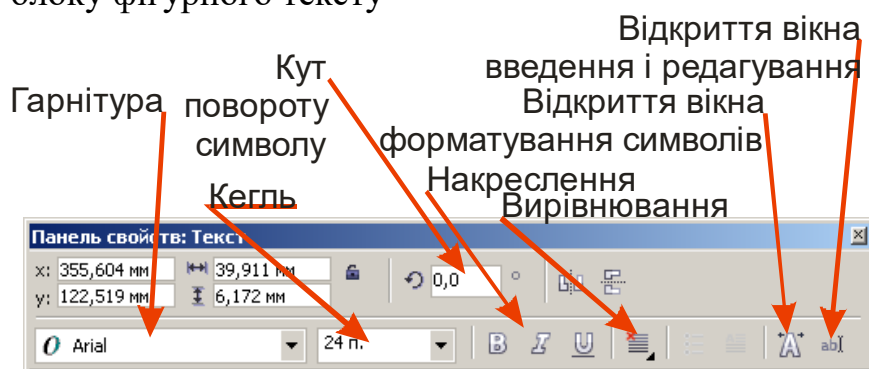 блоку фігурного тексту
Відкриття вікна
введення і редагування
Кут
повороту
символу
Гарнітура
Відкриття вікна
форматування символів
Накреслення
Кегль
Вирівнювання
Панель свойств: Текст
x: 355,604 мм 39,911 мм
y: 122,519 мм 6,172 мм
0,0 °
O Arial 24 п. B I U A ab